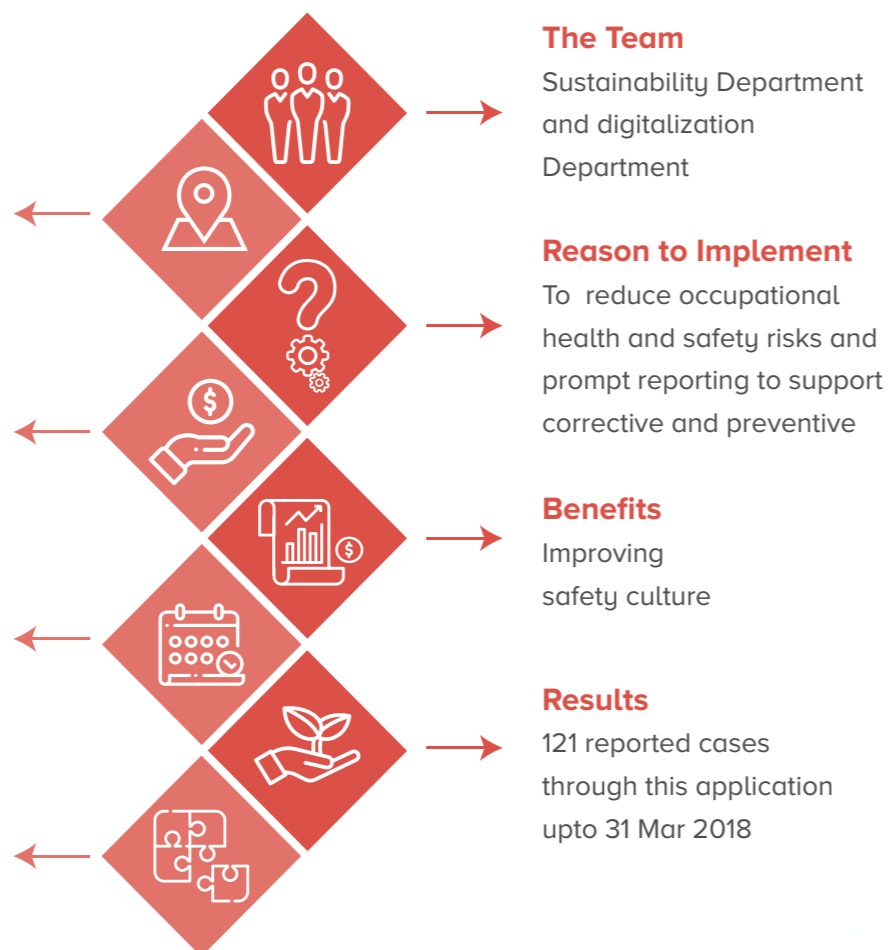 The Team
Sustainability Department
and digitalization
Department
Reason to Implement
To reduce occupational
health and safety risks and
prompt reporting to support
corrective and preventive
Benefits
Improving
safety culture
Results
121 reported cases
through this application
upto 31 Mar 2018